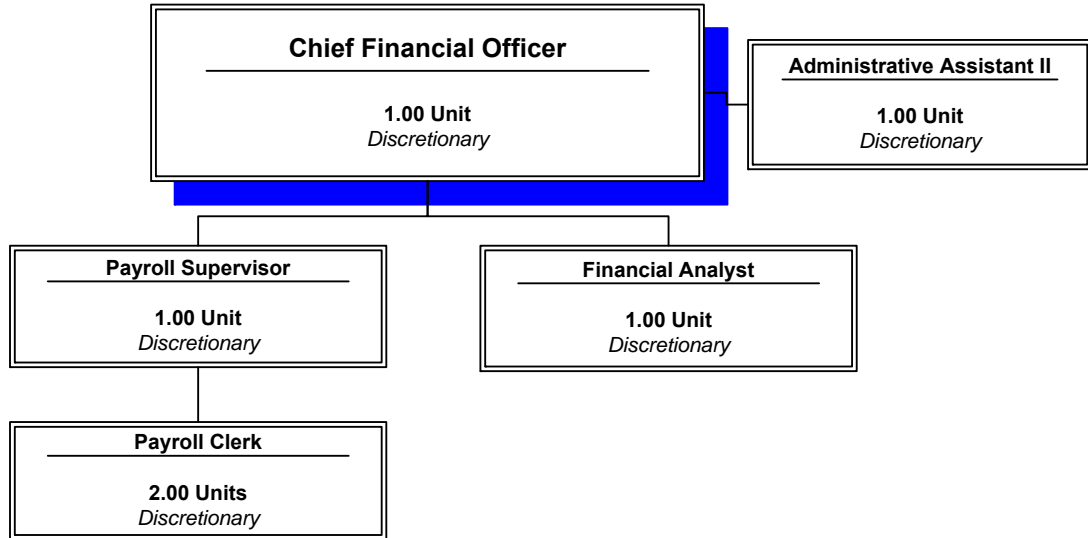 Chief Financial Officer
1.00 Unit
Discretionary
Administrative Assistant II
1.00 Unit
Discretionary
Payroll Supervisor
1.00 Unit
Discretionary
Financial Analyst
1.00 Unit
Discretionary
Payroll Clerk
2.00 Units
Discretionary